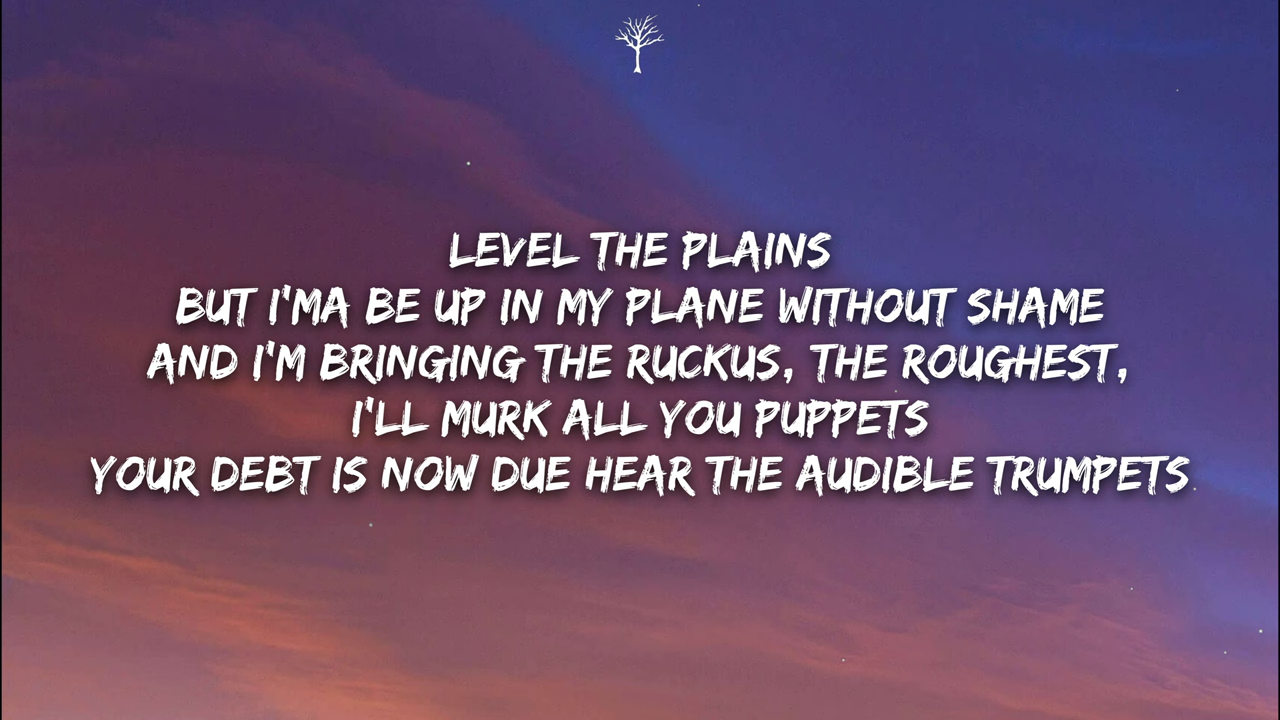 LEVEL THE PLAINS
BUT I'MA BE UP IN MY PLANE WITHOUT SHAME
AND I'M BRINGING THE RUCKUS, THE ROUGHEST,
I'LL MURK ALL YOU PUPPETS
YOUR DEBT IS NOW DUE HEAR THE AUDIBLE TRUMPETS